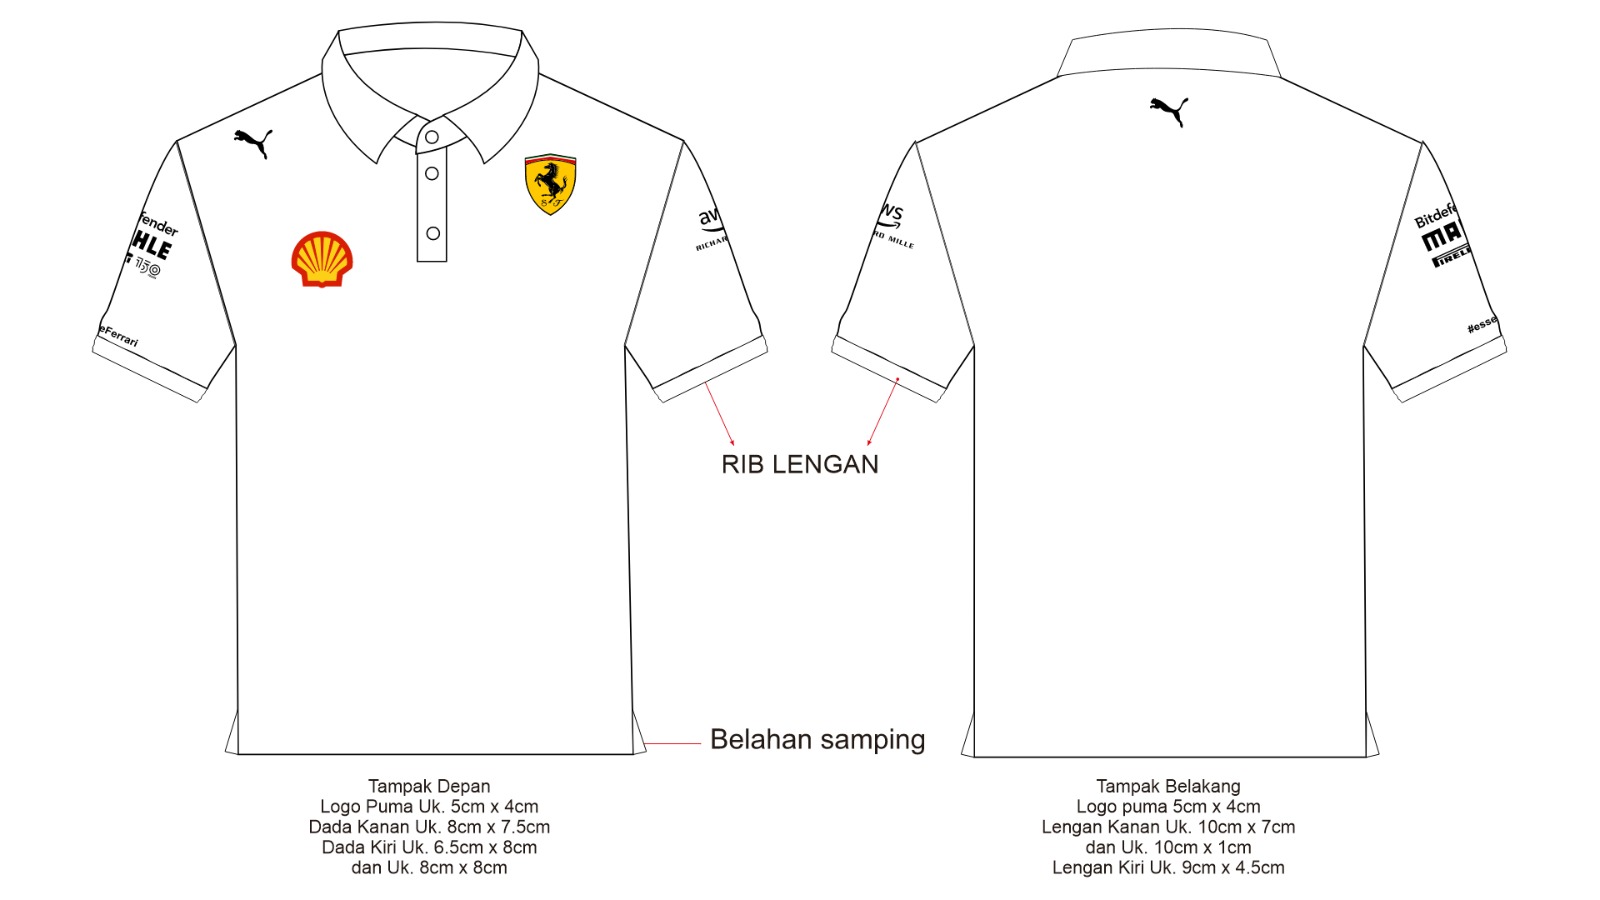 fender
HLE
150
eFerrari
S F
aw
RICHAR
ws
RD MILLE
Bitdefe
MA
PIRELL
#esse
RIB LENGAN
Belahan samping
Tampak Depan
Logo Puma Uk. 5cm x 4cm
Dada Kanan Uk. 8cm x 7.5cm
Dada Kiri Uk. 6.5cm x 8cm
dan Uk. 8cm x 8cm
Tampak Belakang
Logo puma 5cm x 4cm
Lengan Kanan Uk. 10cm x 7cm
dan Uk. 10cm x 1cm
Lengan Kiri Uk. 9cm x 4.5cm